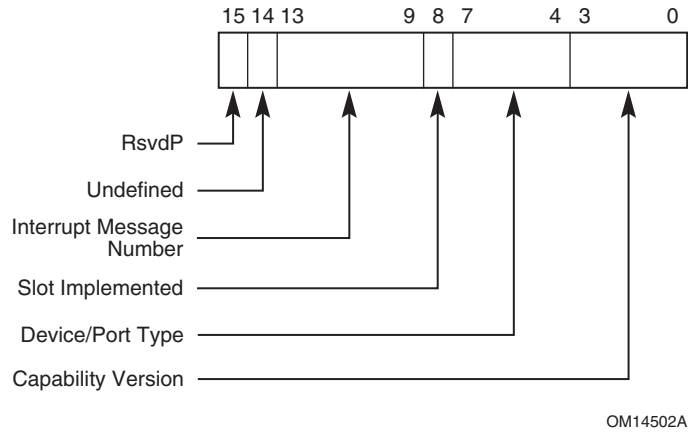 15 14 13 9 8 7 4 3 0
RsvdP
Undefined
Interrupt Message
Number
Slot Implemented
Device/Port Type
Capability Version
OM14502A